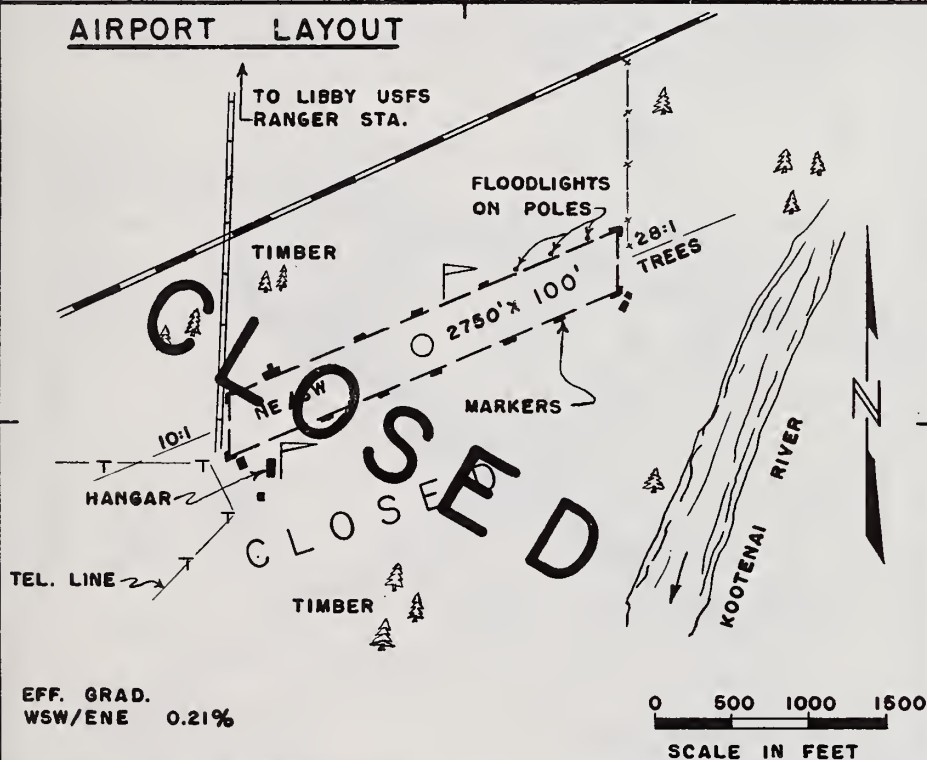 AIRPORT LAYOUT
TO LIBBY USFS
RANGER STA.
FLOODLIGHTS
ON POLES
28:1
TREES
TIMBER
2750' X 100'
MARKERS
CLOSED
10:1
HANGAR
CLOSED
TEL. LINE
TIMBER
KOOTENAI RIVER
N
T
T
T
T
EFF. GRAD.
WSW/ENE 0.21%
0 500 1000 1500
SCALE IN FEET